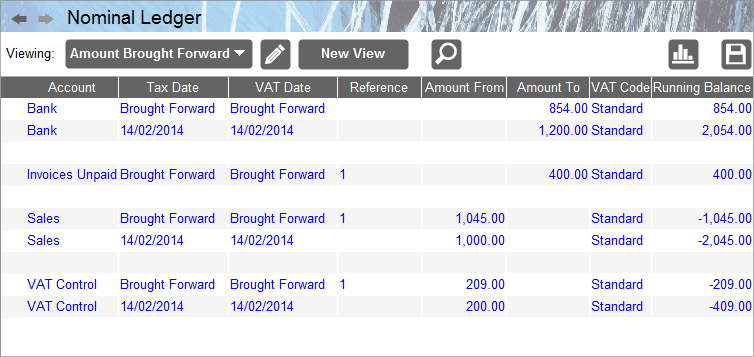 Nominal Ledger
Viewing: Amount Brought Forward New View
Account Tax Date VAT Date Reference Amount From Amount To VAT Code Running Balance
Bank Brought Forward Brought Forward 854.00 Standard 854.00
Bank 14/02/2014 14/02/2014 1,200.00 Standard 2,054.00
Invoices Unpaid Brought Forward Brought Forward 1 400.00 Standard 400.00
Sales Brought Forward Brought Forward 1 1,045.00 Standard -1,045.00
Sales 14/02/2014 14/02/2014 1,000.00 Standard -2,045.00
VAT Control Brought Forward Brought Forward 1 209.00 Standard -209.00
VAT Control 14/02/2014 14/02/2014 200.00 Standard -409.00